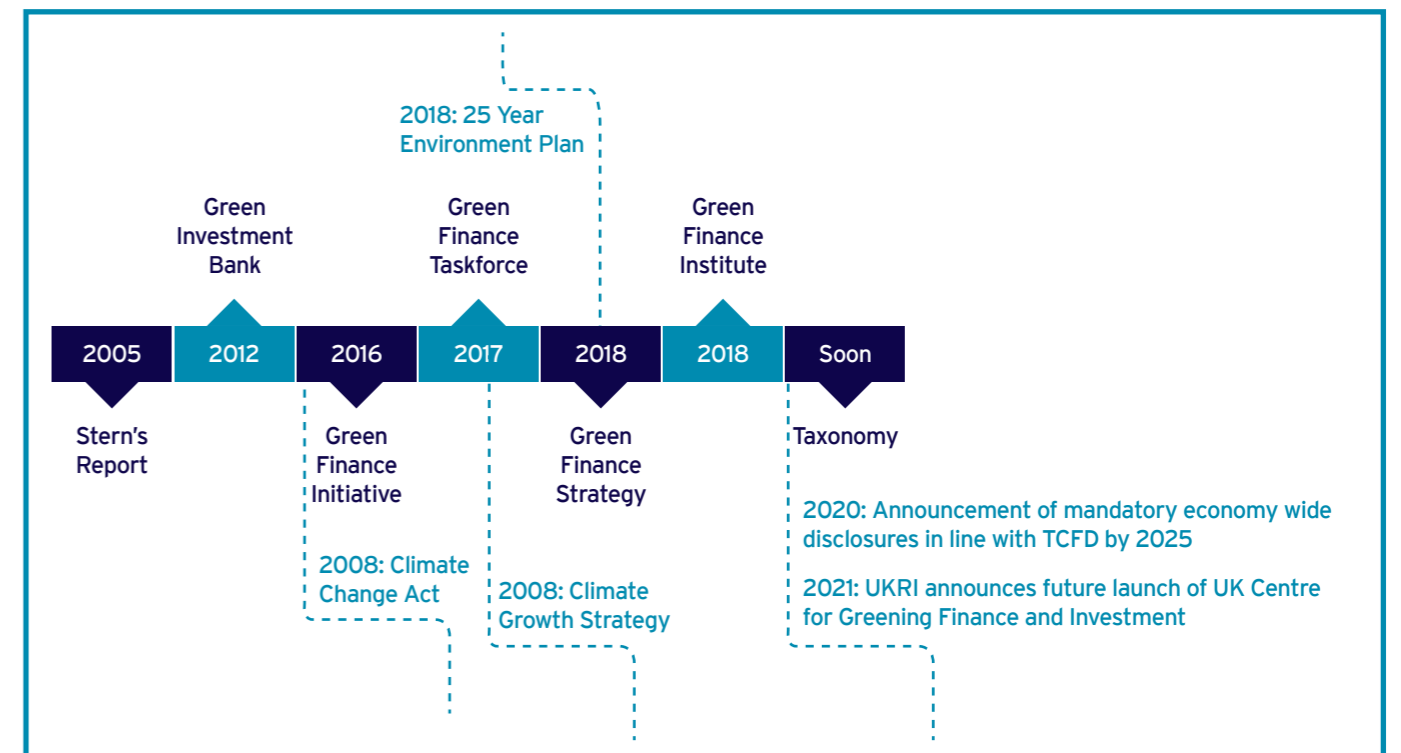 2018: 25 Year
Environment Plan
Green
Investment
Bank
Green
Finance
Taskforce
Green
Finance
Institute
2005
2012
2016
2017
2018
2018
Soon
Stern's
Report
Green
Finance
Initiative
Green
Finance
Strategy
Taxonomy
2008: Climate
Change Act
2008: Climate
Growth Strategy
2020: Announcement of mandatory economy wide
disclosures in line with TCFD by 2025
2021: UKRI announces future launch of UK Centre
for Greening Finance and Investment